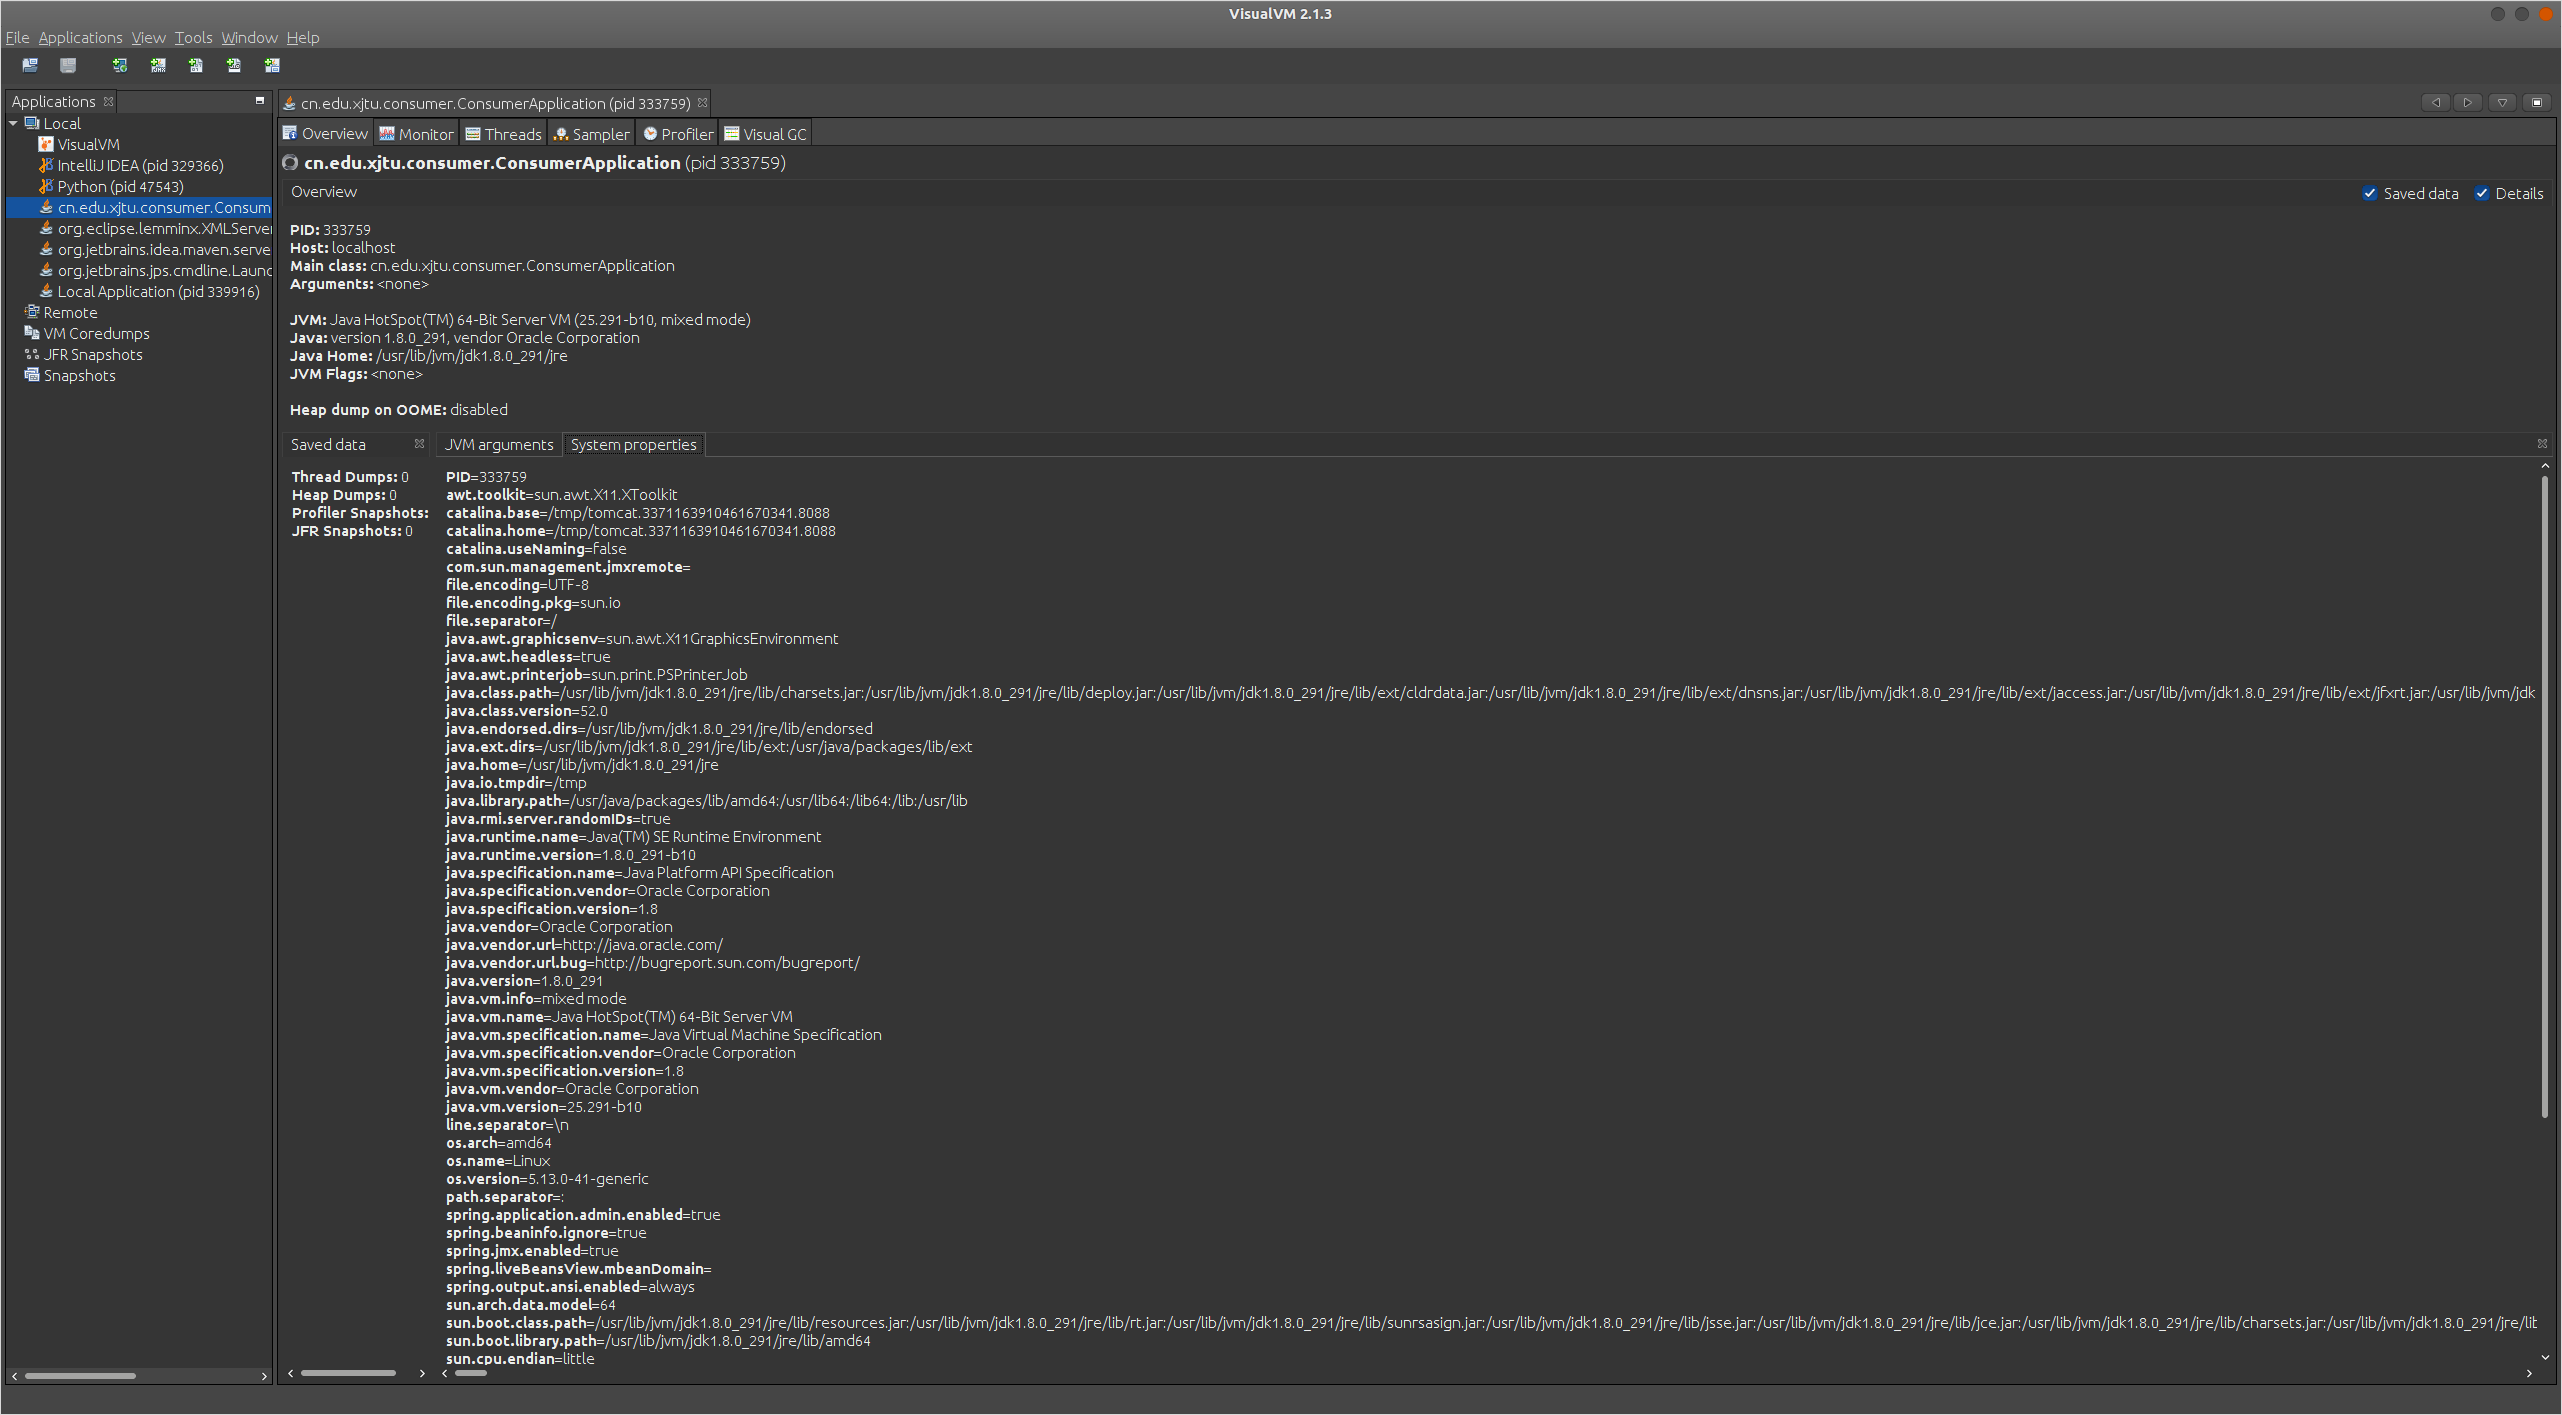 VisualVM 2.1.3
File Applications View Tools Window Help
Applications
Local
VisualVM
IntelliJ IDEA (pid 329366)
Python (pid 47543)
cn.edu.xjtu.consumer.Consum
org.eclipse.lemminx.XMLServer
org.jetbrains.idea.maven.serve
org.jetbrains.jps.cmdline.Launc
Local Application (pid 339916)
Remote
VM Coredumps
JFR Snapshots
Snapshots
cn.edu.xjtu.consumer.ConsumerApplication (pid 333759)
Overview Monitor Threads Sampler Profiler Visual GC
cn.edu.xjtu.consumer.ConsumerApplication (pid 333759)
Overview Saved data Details
PID: 333759
Host: localhost
Main class: cn.edu.xjtu.consumer.ConsumerApplication
Arguments: <none>
JVM: Java HotSpot(TM) 64-Bit Server VM (25.291-b10, mixed mode)
Java: version 1.8.0_291, vendor Oracle Corporation
Java Home: /usr/lib/jvm/jdk1.8.0_291/jre
JVM Flags: <none>
Heap dump on OOME: disabled
Saved data
Thread Dumps: 0
Heap Dumps: 0
Profiler Snapshots:
JFR Snapshots: 0
JVM arguments System properties
PID=333759
awt.toolkit=sun.awt.X11.XToolkit
catalina.base=/tmp/tomcat.3371163910461670341.8088
catalina.home=/tmp/tomcat.3371163910461670341.8088
catalina.useNaming=false
com.sun.management.jmxremote=
file.encoding=UTF-8
file.encoding.pkg=sun.io
file.separator=/
java.awt.graphicsenv=sun.awt.X11GraphicsEnvironment
java.awt.headless=true
java.awt.printerjob=sun.print.PSPrinterJob
java.class.path=/usr/lib/jvm/jdk1.8.0_291/jre/lib/charsets.jar:/usr/lib/jvm/jdk1.8.0_291/jre/lib/deploy.jar:/usr/lib/jvm/jdk1.8.0_291/jre/lib/ext/cldrdata.jar:/usr/lib/jvm/jdk1.8.0_291/jre/lib/ext/dnsns.jar:/usr/lib/jvm/jdk1.8.0_291/jre/lib/ext/jaccess.jar:/usr/lib/jvm/jdk1.8.0_291/jre/lib/ext/jfxrt.jar:/usr/lib/jvm/jdk
java.class.version=52.0
java.endorsed.dirs=/usr/lib/jvm/jdk1.8.0_291/jre/lib/endorsed
java.ext.dirs=/usr/lib/jvm/jdk1.8.0_291/jre/lib/ext:/usr/java/packages/lib/ext
java.home=/usr/lib/jvm/jdk1.8.0_291/jre
java.io.tmpdir=/tmp
java.library.path=/usr/java/packages/lib/amd64:/usr/lib64:/lib64:/lib:/usr/lib
java.rmi.server.randomIDs=true
java.runtime.name=Java(TM) SE Runtime Environment
java.runtime.version=1.8.0_291-b10
java.specification.name=Java Platform API Specification
java.specification.vendor=Oracle Corporation
java.specification.version=1.8
java.vendor=Oracle Corporation
java.vendor.url=http://java.oracle.com/
java.vendor.url.bug=http://bugreport.sun.com/bugreport/
java.version=1.8.0_291
java.vm.info=mixed mode
java.vm.name=Java HotSpot(TM) 64-Bit Server VM
java.vm.specification.name=Java Virtual Machine Specification
java.vm.specification.vendor=Oracle Corporation
java.vm.specification.version=1.8
java.vm.vendor=Oracle Corporation
java.vm.version=25.291-b10
line.separator=\n
os.arch=amd64
os.name=Linux
os.version=5.13.0-41-generic
path.separator=:
spring.application.admin.enabled=true
spring.beaninfo.ignore=true
spring.jmx.enabled=true
spring.liveBeansView.mbeanDomain=
spring.output.ansi.enabled=always
sun.arch.data.model=64
sun.boot.class.path=/usr/lib/jvm/jdk1.8.0_291/jre/lib/resources.jar:/usr/lib/jvm/jdk1.8.0_291/jre/lib/rt.jar:/usr/lib/jvm/jdk1.8.0_291/jre/lib/sunrsasign.jar:/usr/lib/jvm/jdk1.8.0_291/jre/lib/jsse.jar:/usr/lib/jvm/jdk1.8.0_291/jre/lib/jce.jar:/usr/lib/jvm/jdk1.8.0_291/jre/lib/charsets.jar:/usr/lib/jvm/jdk1.8.0_291/jre/lib
sun.boot.library.path=/usr/lib/jvm/jdk1.8.0_291/jre/lib/amd64
sun.cpu.endian=little